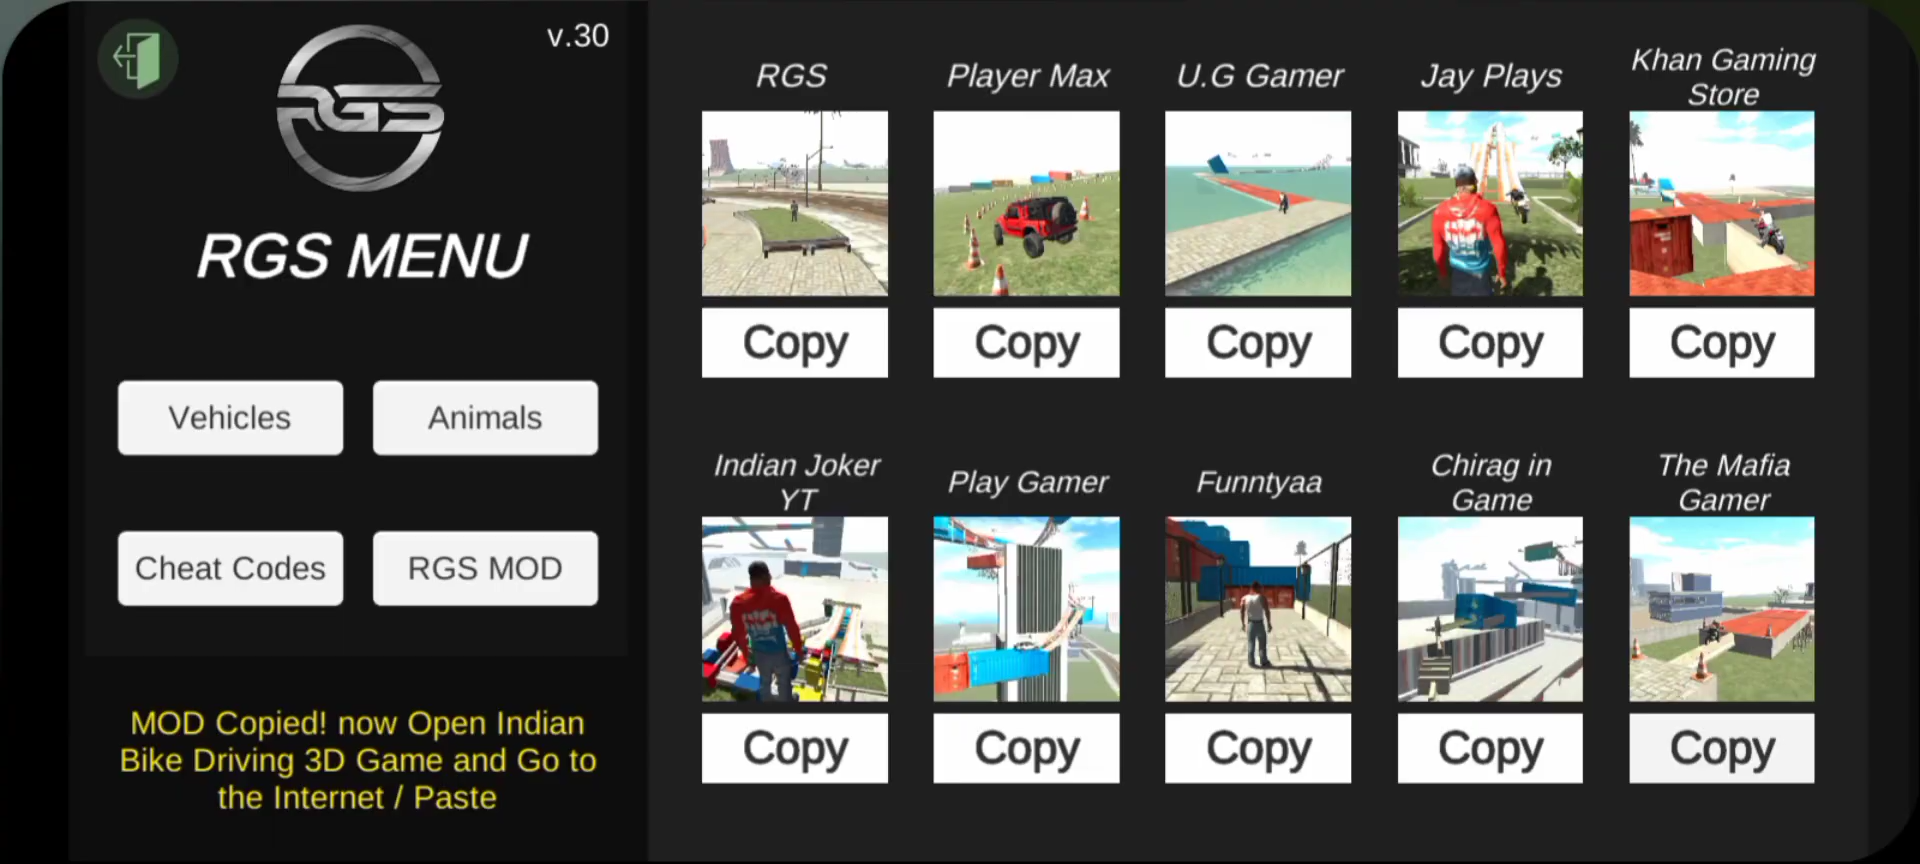 v.30
RGS
RGS MENU
Vehicles
Animals
Cheat Codes
RGS MOD
MOD Copied! now Open Indian
Bike Driving 3D Game and Go to
the Internet / Paste
RGS
Player Max
U.G Gamer
Jay Plays
Khan Gaming
Store
Copy
Copy
Copy
Copy
Copy
Indian Joker
YT
Play Gamer
Funntyaa
Chirag in
Game
The Mafia
Gamer
Copy
Copy
Copy
Copy
Copy